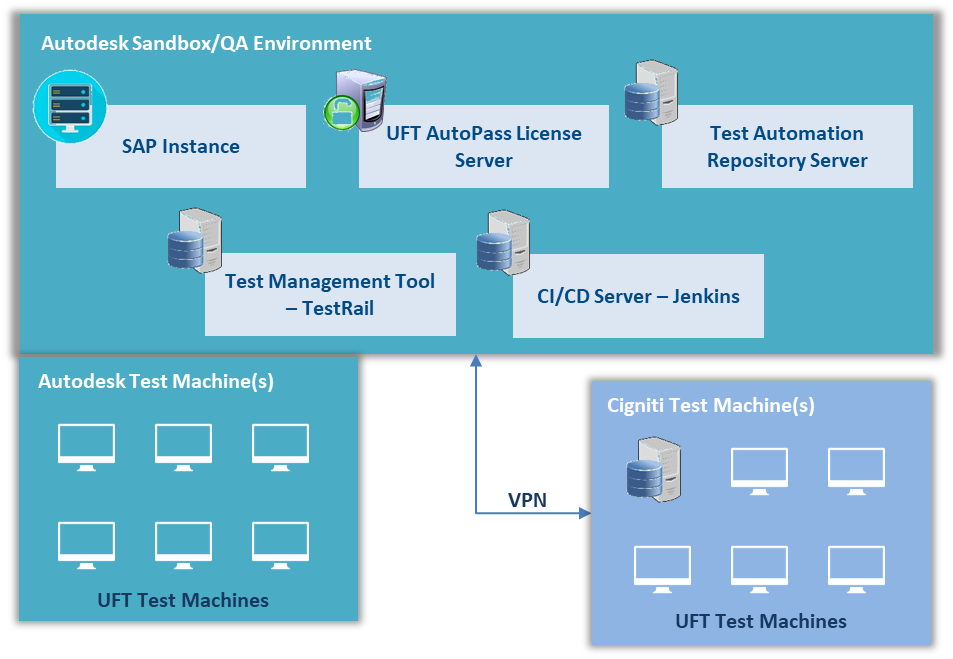 Autodesk Sandbox/QA Environment
SAP Instance
UFT AutoPass License
Server
Test Automation
Repository Server
Test Management Tool
– TestRail
CI/CD Server – Jenkins
Autodesk Test Machine(s)
UFT Test Machines
VPN
Cigniti Test Machine(s)
UFT Test Machines